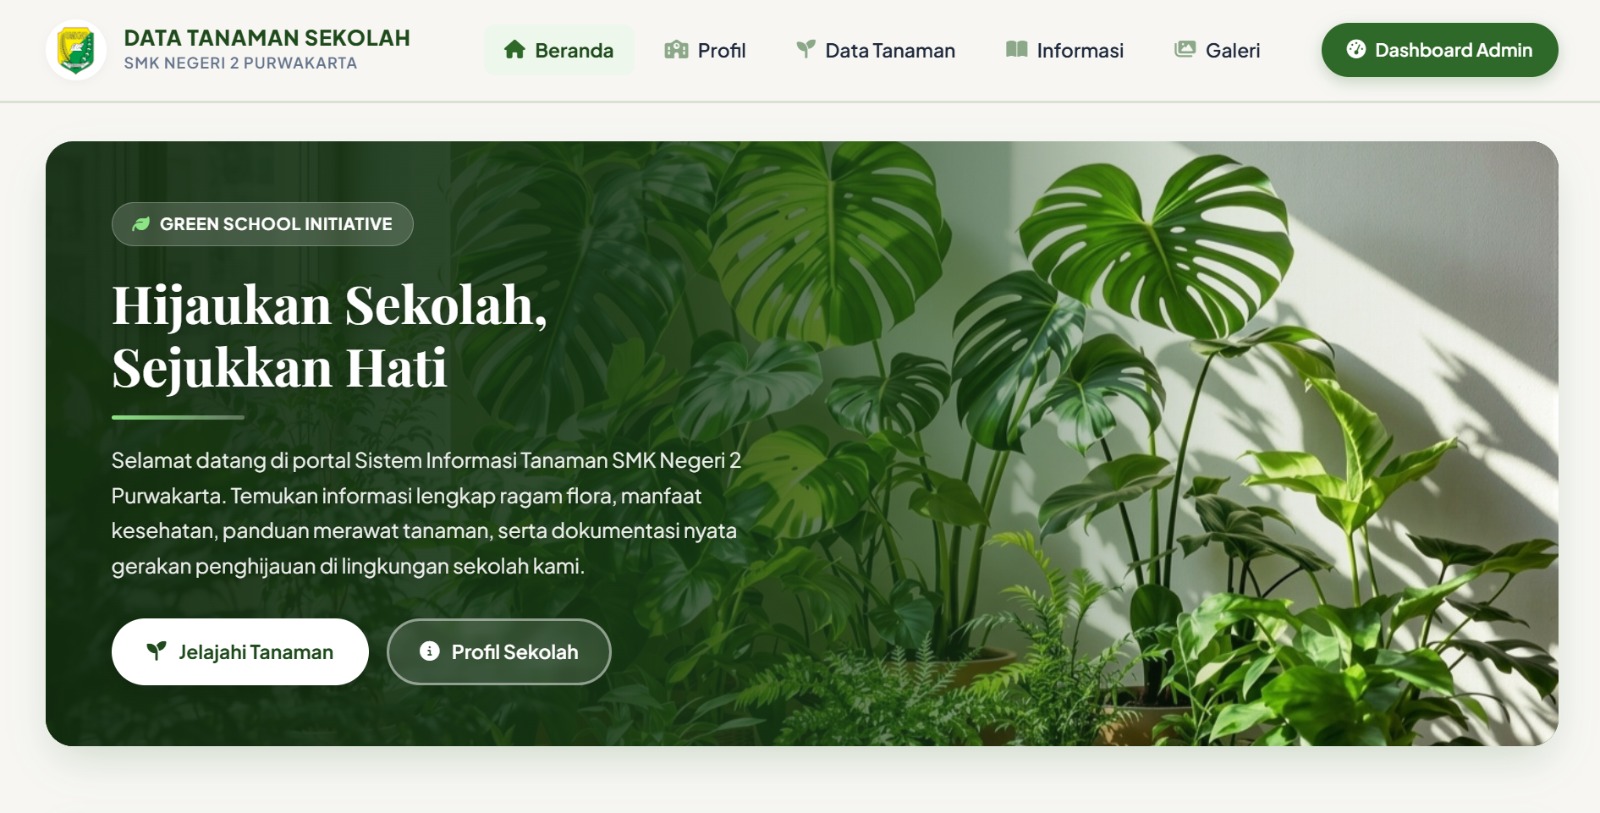 DATA TANAMAN SEKOLAH
SMK NEGERI 2 PURWAKARTA
Beranda
Profil
Data Tanaman
Informasi
Galeri
Dashboard Admin
GREEN SCHOOL INITIATIVE
Hijaukan Sekolah,
Sejukkan Hati
Selamat datang di portal Sistem Informasi Tanaman SMK Negeri 2
Purwakarta. Temukan informasi lengkap ragam flora, manfaat
kesehatan, panduan merawat tanaman, serta dokumentasi nyata
gerakan penghijauan di lingkungan sekolah kami.
Jelajahi Tanaman
Profil Sekolah